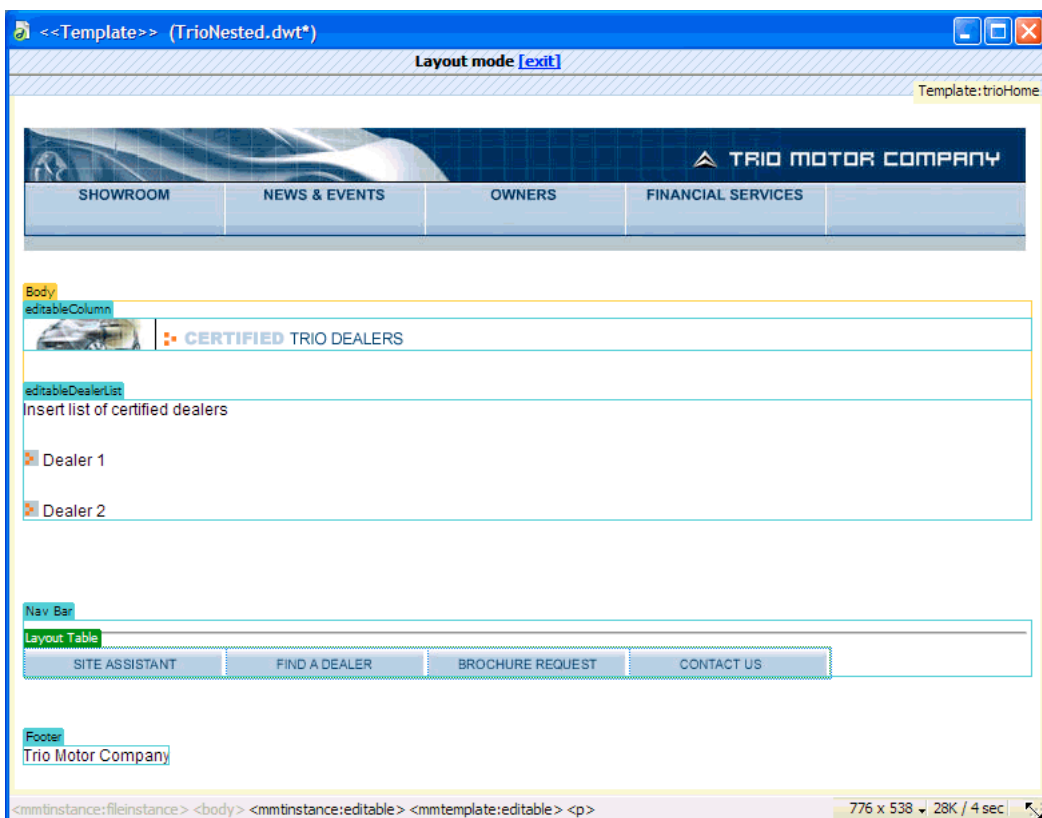 <<Template>> (TrioNested.dwt*)
Layout mode [exit]
Template:trioHome
TRIO MOTOR COMPANY
SHOWROOM NEWS & EVENTS OWNERS FINANCIAL SERVICES
Body
editableColumn
CERTIFIED TRIO DEALERS
editableDealerList
Insert list of certified dealers
Dealer 1
Dealer 2
Nav Bar
Layout Table
SITE ASSISTANT FIND A DEALER BROCHURE REQUEST CONTACT US
Footer
Trio Motor Company
<mmtinstance:fileinstance> <body> <mmtinstance:editable> <mmtemplate:editable> <p> 776 x 538 28K / 4 sec